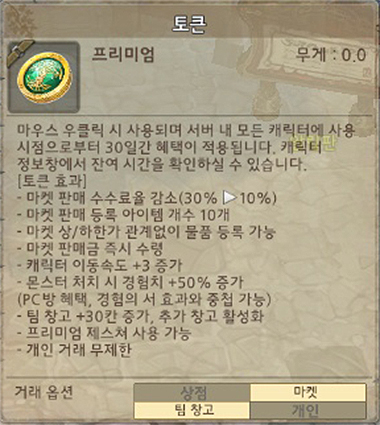 토큰
프리미엄 무게 : 0.0
마우스 우클릭 시 사용되며 서버 내 모든 캐릭터에 사용
시점으로부터 30일간 혜택이 적용됩니다. 캐릭터
정보창에서 잔여 시간을 확인하실 수 있습니다.
[토큰 효과]
- 마켓 판매 수수료율 감소(30% ▶10%)
- 마켓 판매 등록 아이템 개수 10개
- 마켓 상/하한가 관계없이 물품 등록 가능
- 마켓 판매금 즉시 수령
- 캐릭터 이동속도 +3 증가
- 몬스터 처치 시 경험치 +50% 증가
(PC방 혜택, 경험의 서 효과와 중첩 가능)
- 팀 창고 +30칸 증가, 추가 창고 활성화
- 프리미엄 제스쳐 사용 가능
- 개인 거래 무제한
거래 옵션 상점 마켓
팀 창고 개인